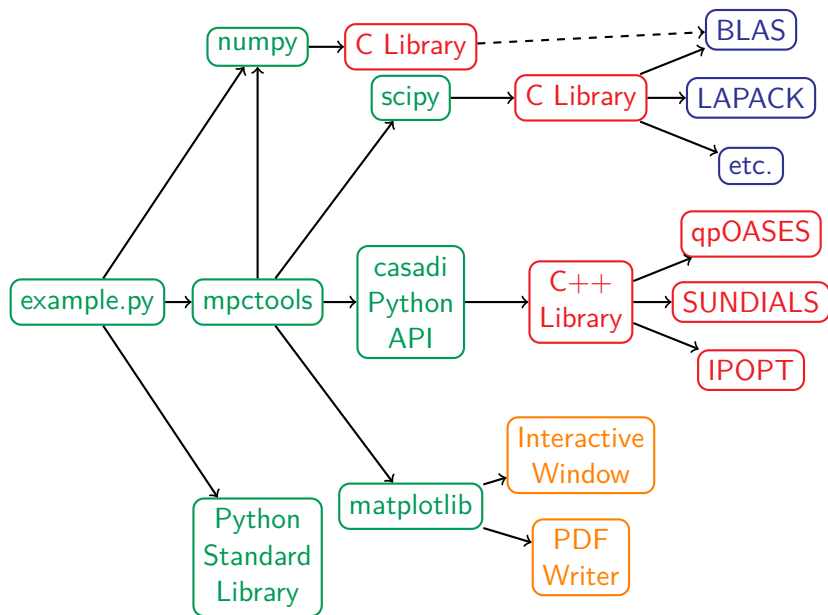 numpy
C Library
BLAS
scipy
C Library
LAPACK
etc.
example.py
mpctools
casadi
Python
API
C++
Library
qpOASES
SUNDIALS
IPOPT
Python
Standard
Library
matplotlib
Interactive
Window
PDF
Writer